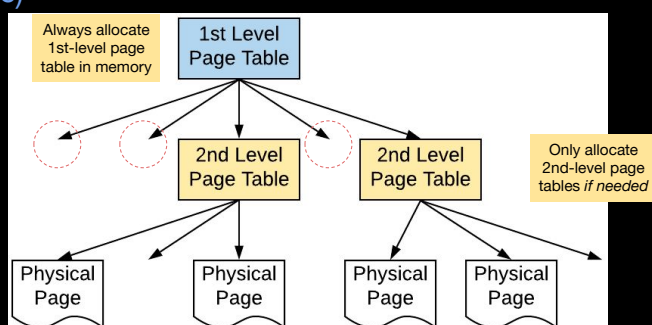 Always allocate
1st-level page
table in memory
1st Level
Page Table
2nd Level
Page Table
2nd Level
Page Table
Only allocate
2nd-level page
tables if needed
Physical
Page
Physical
Page
Physical
Page
Physical
Page